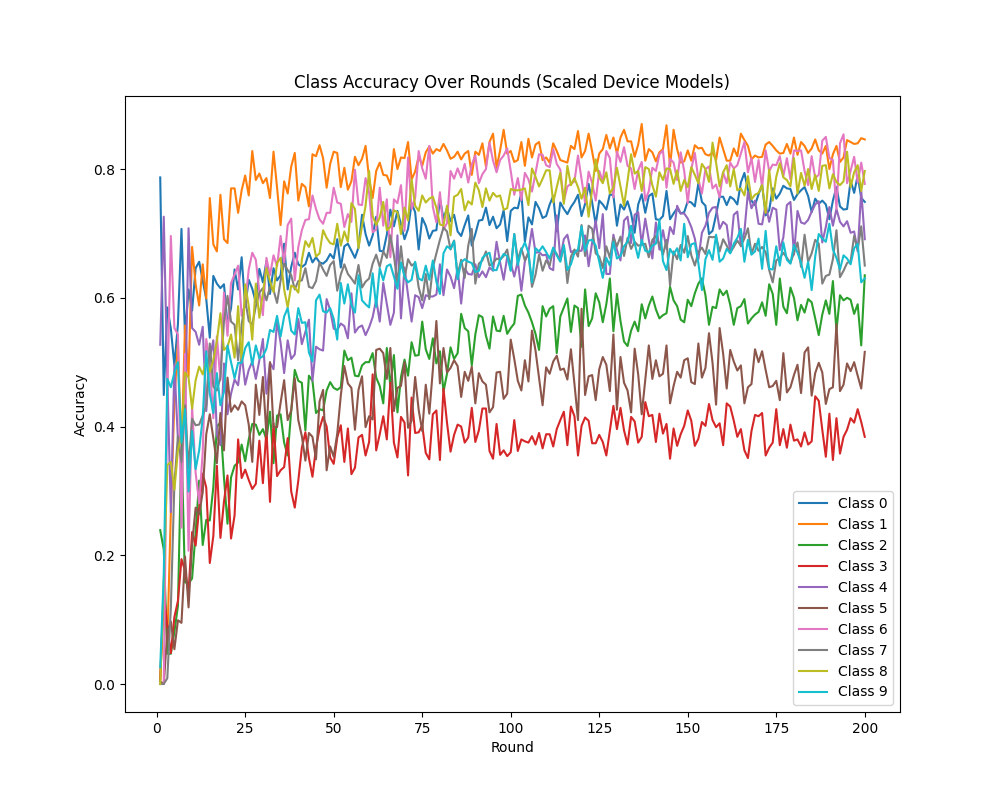 Class Accuracy Over Rounds (Scaled Device Models)
Accuracy
0.8
0.6
0.4
0.2
0.0
0
25
50
75
100
125
150
175
200
Round
Class 0
Class 1
Class 2
Class 3
Class 4
Class 5
Class 6
Class 7
Class 8
Class 9